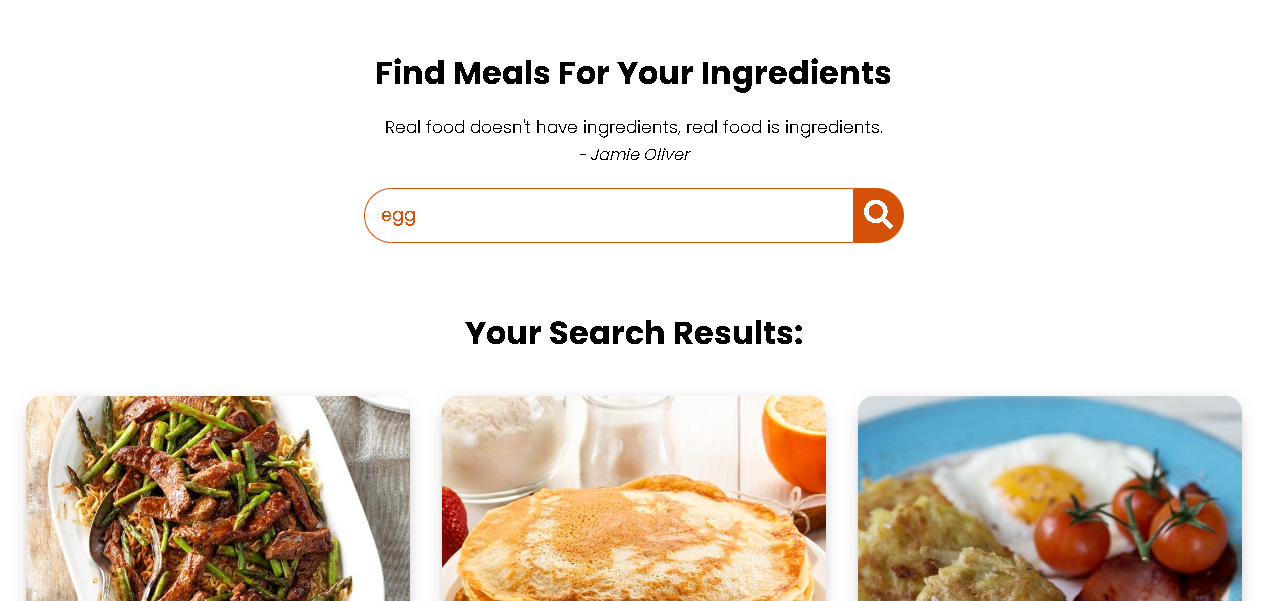 Find Meals For Your Ingredients
Real food doesn't have ingredients, real food is ingredients.
- Jamie Oliver
egg
Your Search Results: